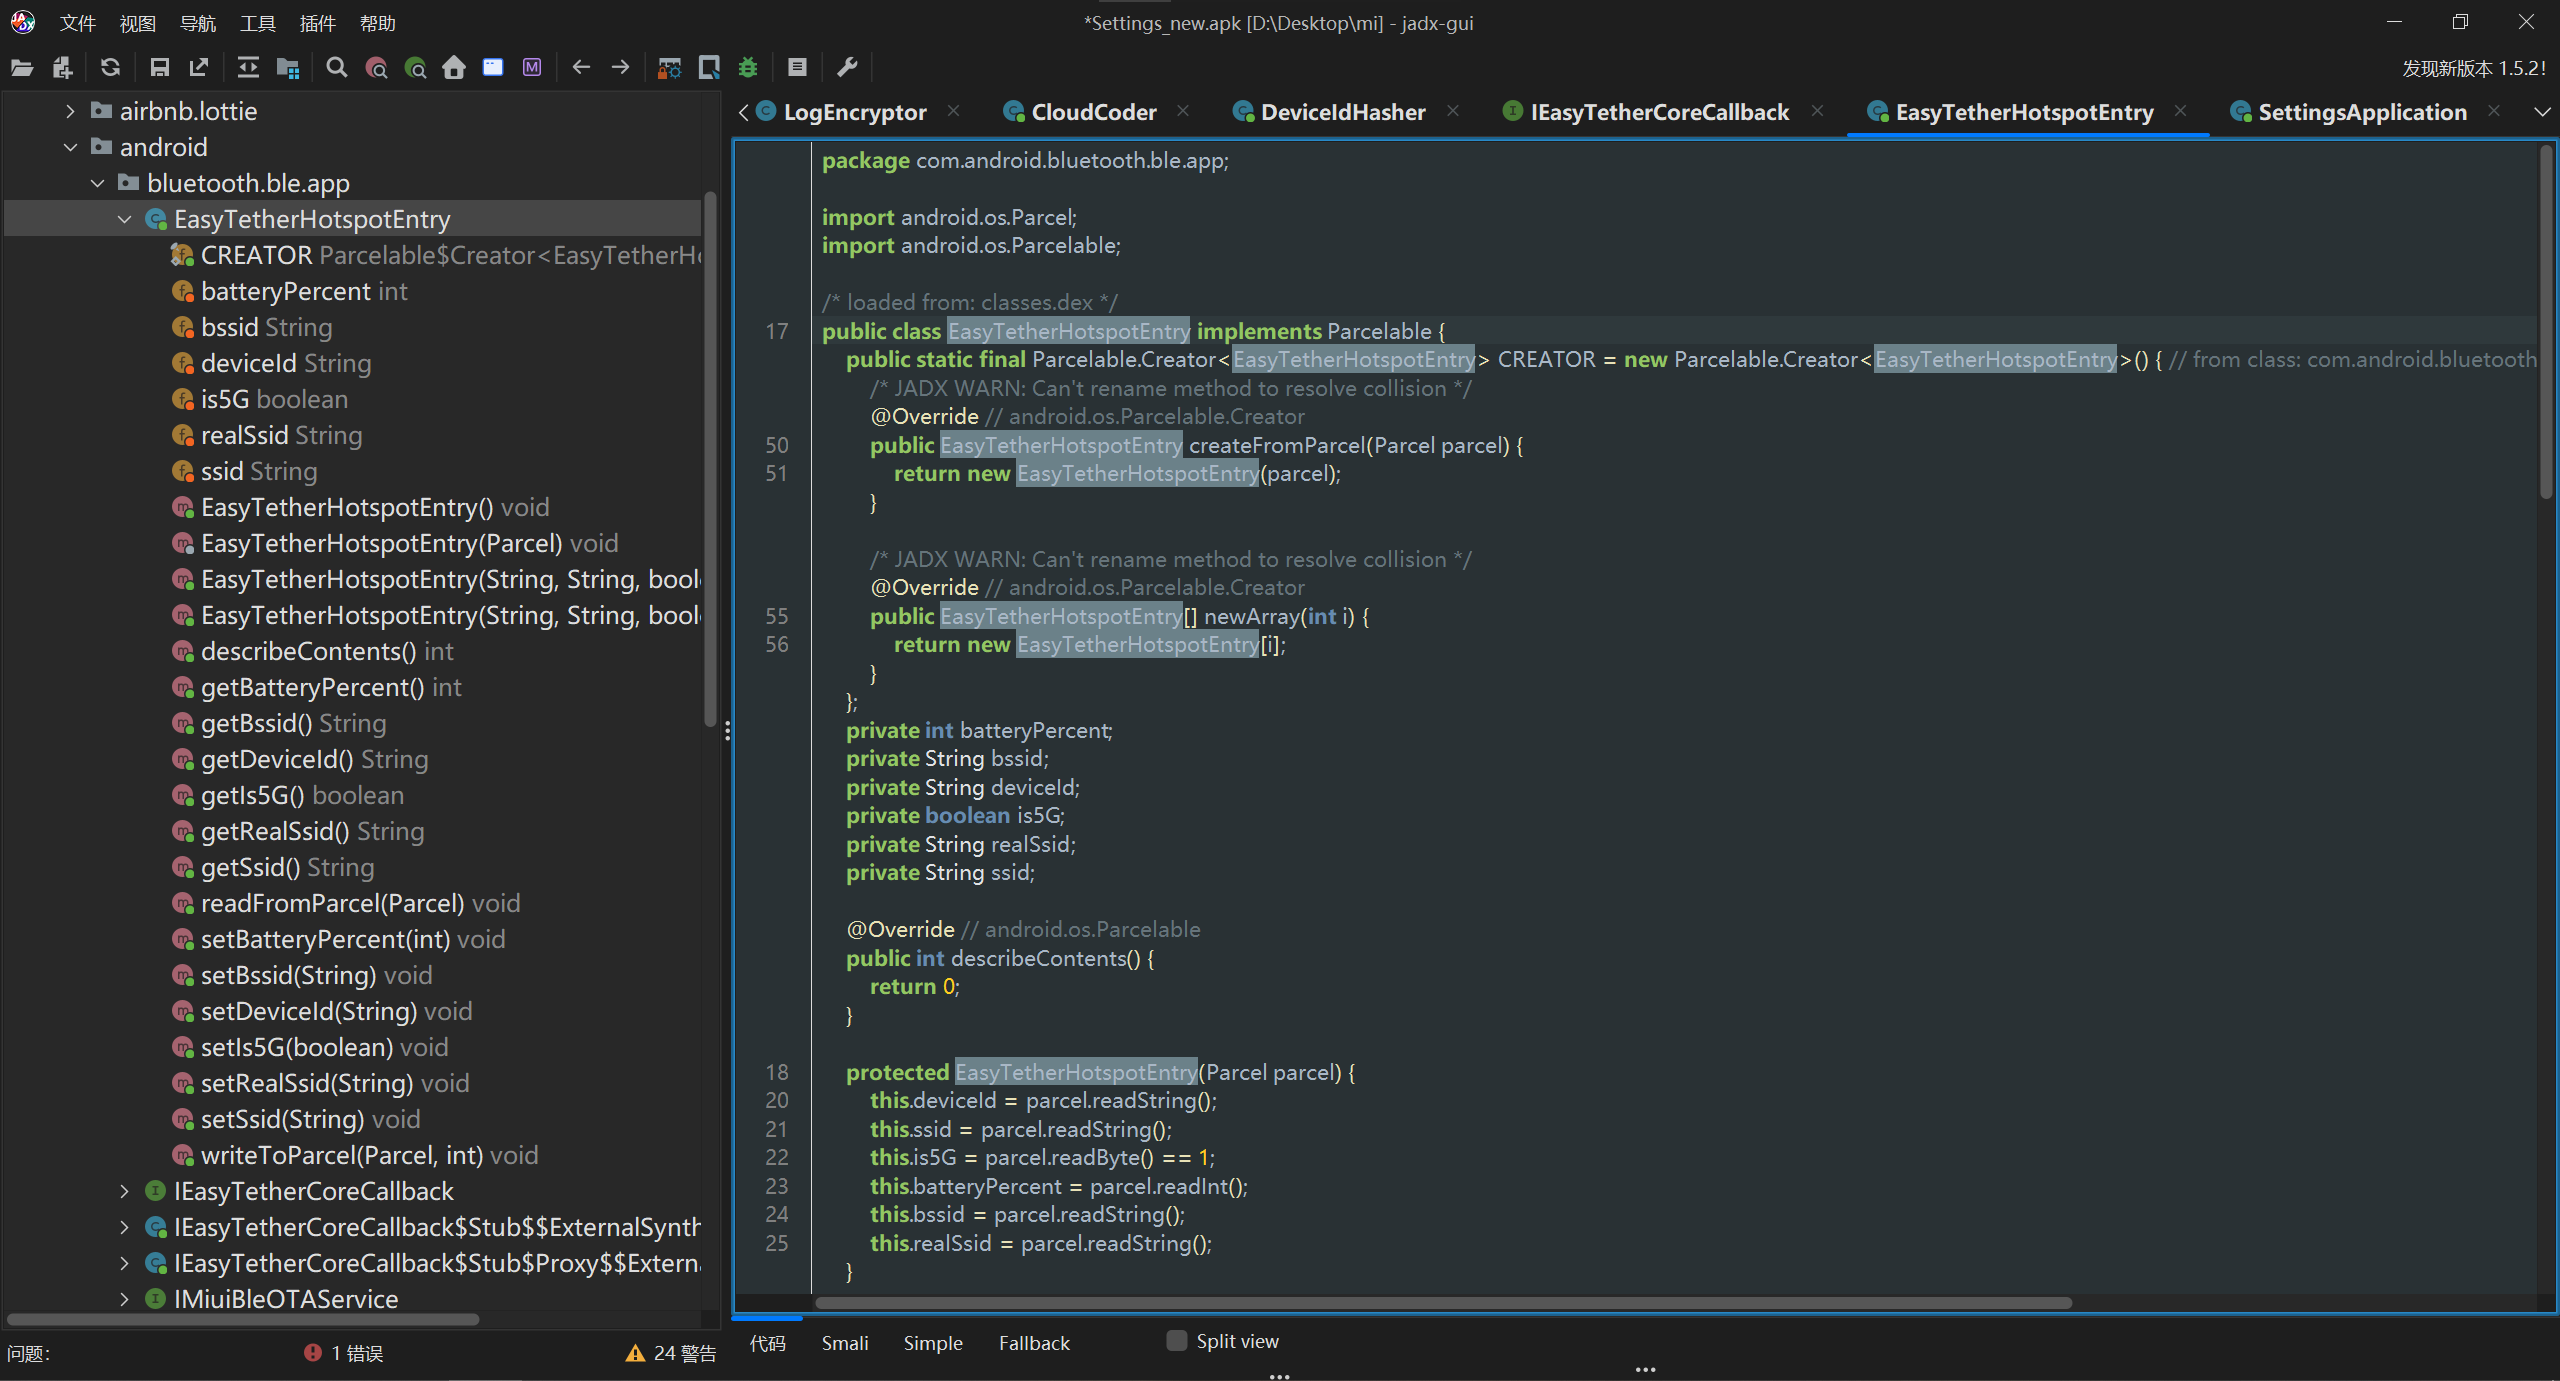 文件 视图 导航 工具 插件 帮助
*Settings_new.apk [D:\Desktop\mi] - jadx-gui
发现新版本 1.5.2!
airbnb.lottie
android
bluetooth.ble.app
EasyTetherHotspotEntry
CREATOR Parcelable$Creator<EasyTetherHo
batteryPercent int
bssid String
deviceId String
is5G boolean
realSsid String
ssid String
EasyTetherHotspotEntry() void
EasyTetherHotspotEntry(Parcel) void
EasyTetherHotspotEntry(String, String, bool
EasyTetherHotspotEntry(String, String, bool
describeContents() int
getBatteryPercent() int
getBssid() String
getDeviceId() String
getIs5G() boolean
getRealSsid() String
getSsid() String
readFromParcel(Parcel) void
setBatteryPercent(int) void
setBssid(String) void
setDeviceId(String) void
setIs5G(boolean) void
setRealSsid(String) void
setSsid(String) void
writeToParcel(Parcel, int) void
IEasyTetherCoreCallback
IEasyTetherCoreCallback$Stub$$ExternalSynth
IEasyTetherCoreCallback$Stub$Proxy$$Extern
IMiuiBleOTAService
问题:
1 错误
24 警告
LogEncryptor CloudCoder DeviceIdHasher IEasyTetherCoreCallback EasyTetherHotspotEntry SettingsApplication
package com.android.bluetooth.ble.app;
import android.os.Parcel;
import android.os.Parcelable;
/* loaded from: classes.dex */
17 public class EasyTetherHotspotEntry implements Parcelable {
public static final Parcelable.Creator<EasyTetherHotspotEntry> CREATOR = new Parcelable.Creator<EasyTetherHotspotEntry>() { // from class: com.android.bluetooth
/* JADX WARN: Can't rename method to resolve collision */
@Override // android.os.Parcelable.Creator
50 public EasyTetherHotspotEntry createFromParcel(Parcel parcel) {
51 return new EasyTetherHotspotEntry(parcel);
}
/* JADX WARN: Can't rename method to resolve collision */
@Override // android.os.Parcelable.Creator
55 public EasyTetherHotspotEntry[] newArray(int i) {
56 return new EasyTetherHotspotEntry[i];
}
};
private int batteryPercent;
private String bssid;
private String deviceId;
private boolean is5G;
private String realSsid;
private String ssid;
@Override // android.os.Parcelable
public int describeContents() {
return 0;
}
18 protected EasyTetherHotspotEntry(Parcel parcel) {
20 this.deviceId = parcel.readString();
21 this.ssid = parcel.readString();
22 this.is5G = parcel.readByte() == 1;
23 this.batteryPercent = parcel.readInt();
24 this.bssid = parcel.readString();
25 this.realSsid = parcel.readString();
}
代码 Smali Simple Fallback Split view